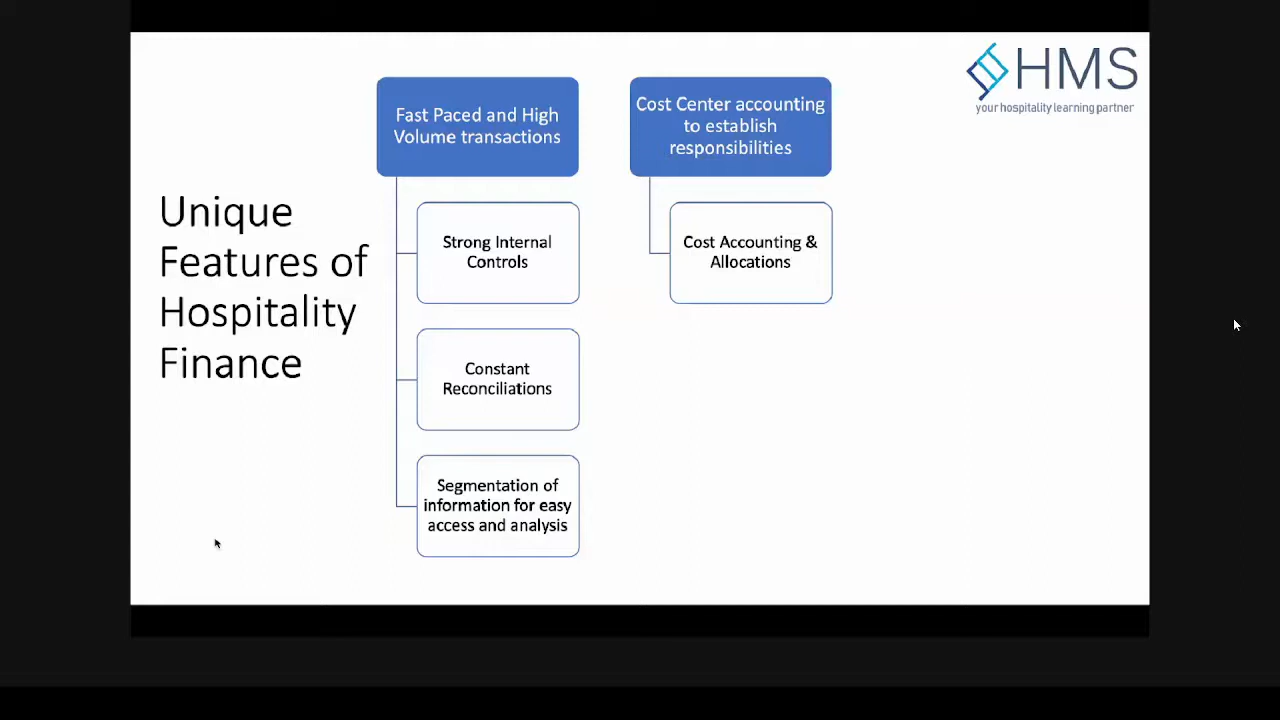 HMS
your hospitality learning partner
Unique
Features of
Hospitality
Finance
Fast Paced and High
Volume transactions
Strong Internal
Controls
Constant
Reconciliations
Segmentation of
information for easy
access and analysis
Cost Center accounting
to establish
responsibilities
Cost Accounting &
Allocations